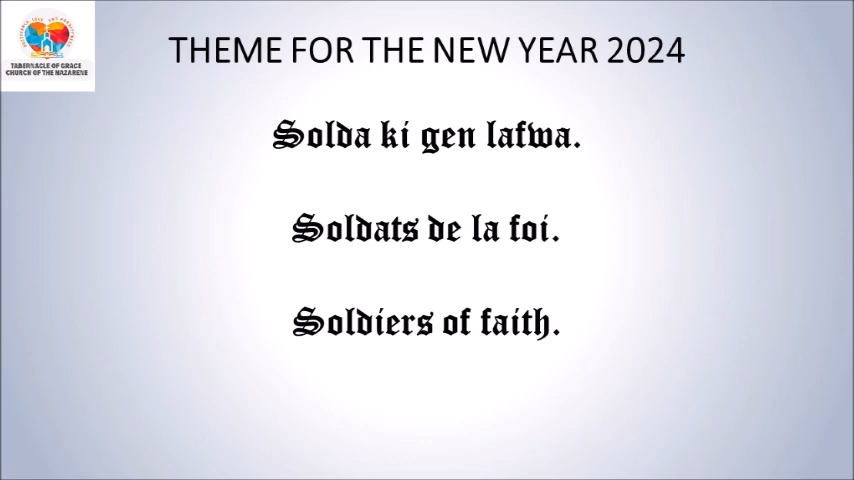 TABERNACLE OF GRACE
CHURCH OF THE NAZARENE
THEME FOR THE NEW YEAR 2024
Solda ki gen lafwa.
Soldats de la foi.
Soldiers of faith.